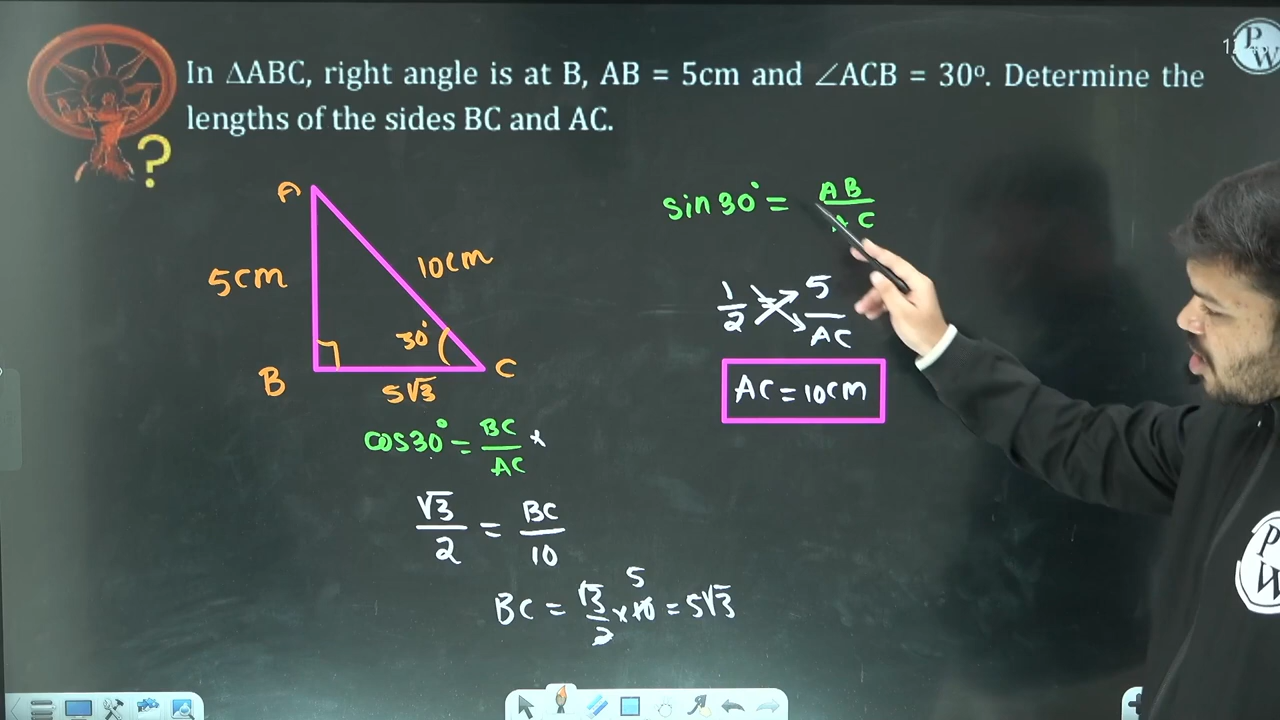 In ΔABC, right angle is at B, AB = 5cm and ∠ACB = 30º. Determine the
lengths of the sides BC and AC.
?
P
W
A
5cm
10cm
30°
B
C
5√3
sin 30° = AB/AC
1/2 = 5/AC
AC = 10cm
cos 30° = BC/AC ×
√3/2 = BC/10
BC = √3/2 × 10 = 5√3
5
P
W